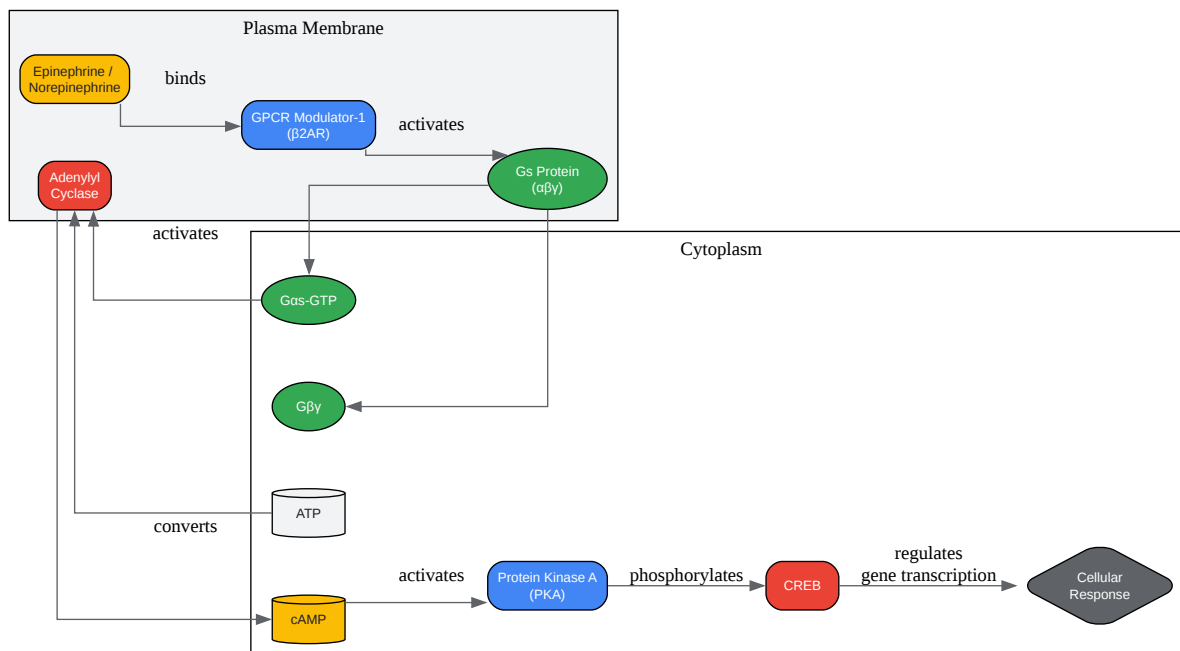 Plasma Membrane
Epinephrine /
Norepinephrine
binds
GPCR Modulator-1
(β2AR)
activates
Gs Protein
(αβγ)
Adenylyl
Cyclase
activates
Cytoplasm
Gαs-GTP
Gβγ
ATP
converts
cAMP
activates
Protein Kinase A
(PKA)
phosphorylates
CREB
regulates
gene transcription
Cellular
Response